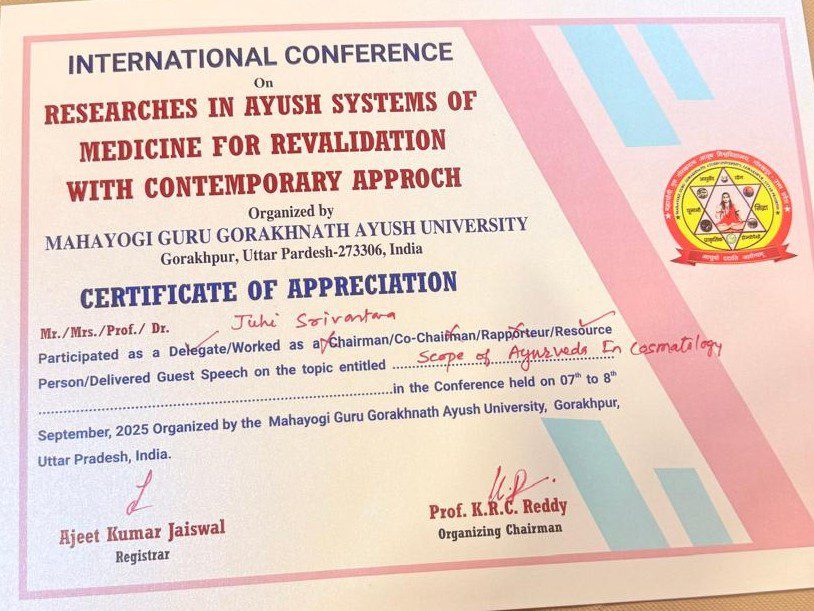 INTERNATIONAL CONFERENCE
On
RESEARCHES IN AYUSH SYSTEMS OF
MEDICINE FOR REVALIDATION
WITH CONTEMPORARY APPROCH
Organized by
MAHAYOGI GURU GORAKHNATH AYUSH UNIVERSITY
Gorakhpur, Uttar Pardesh-273306, India
CERTIFICATE OF APPRECIATION
Mr./Mrs./Prof./ Dr. Juhi Srivastava
Participated as a Delegate/Worked as a Chairman/Co-Chairman/Rapporteur/Resource
Person/Delivered Guest Speech on the topic entitled Scope of Ayurveda In Cosmatology
in the Conference held on 07th to 8th
September, 2025 Organized by the Mahayogi Guru Gorakhnath Ayush University, Gorakhpur,
Uttar Pradesh, India.
Ajeet Kumar Jaiswal
Registrar
Prof. K.R.C. Reddy
Organizing Chairman
आयुर्वेद
योग
यूनानी
सिद्धा
प्राकृतिक
होम्योपैथी